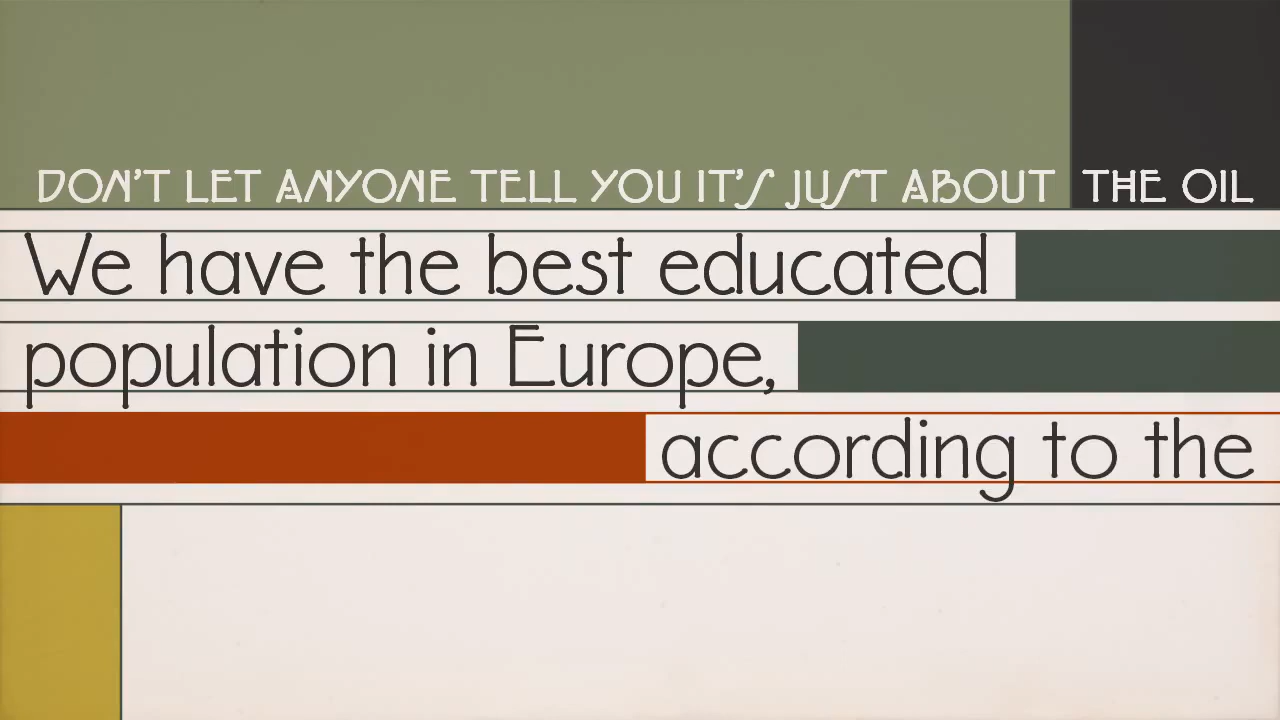 DON'T LET ANYONE TELL YOU IT'S JUST ABOUT THE OIL
We have the best educated
population in Europe,
according to the